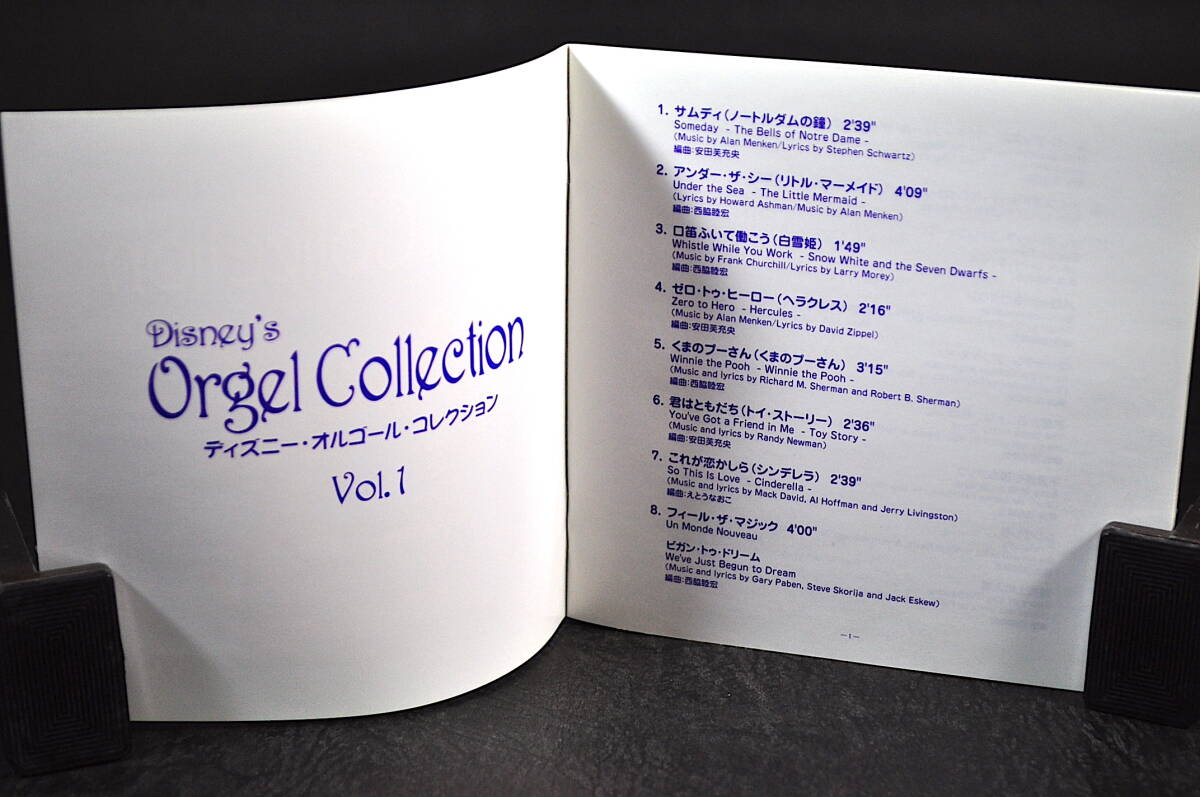 Disney's
Orgel Collection
ディズニー・オルゴール・コレクション
Vol.1
1. サムデイ（ノートルダムの鐘） 2'39"
Someday - The Bells of Notre Dame -
(Music by Alan Menken/Lyrics by Stephen Schwartz)
編曲:安田芙充央
2. アンダー・ザ・シー（リトル・マーメイド） 4'09"
Under the Sea - The Little Mermaid -
(Lyrics by Howard Ashman/Music by Alan Menken)
編曲:西脇睦宏
3. 口笛ふいて働こう（白雪姫） 1'49"
Whistle While You Work - Snow White and the Seven Dwarfs -
(Music by Frank Churchill/Lyrics by Larry Morey)
編曲:西脇睦宏
4. ゼロ・トゥ・ヒーロー（ヘラクレス） 2'16"
Zero to Hero - Hercules -
(Music by Alan Menken/Lyrics by David Zippel)
編曲:安田芙充央
5. くまのプーさん（くまのプーさん） 3'15"
Winnie the Pooh - Winnie the Pooh -
(Music and lyrics by Richard M. Sherman and Robert B. Sherman)
編曲:西脇睦宏
6. 君はともだち（トイ・ストーリー） 2'36"
You've Got a Friend in Me - Toy Story -
(Music and lyrics by Randy Newman)
編曲:安田芙充央
7. これが恋かしら（シンデレラ） 2'39"
So This Is Love - Cinderella -
(Music and lyrics by Mack David, Al Hoffman and Jerry Livingston)
編曲:えとうなおこ
8. フィール・ザ・マジック 4'00"
Un Monde Nouveau
ビガン・トゥ・ドリーム
We've Just Begun to Dream
(Music and lyrics by Gary Paben, Steve Skorija and Jack Eskew)
編曲:西脇睦宏
-1-